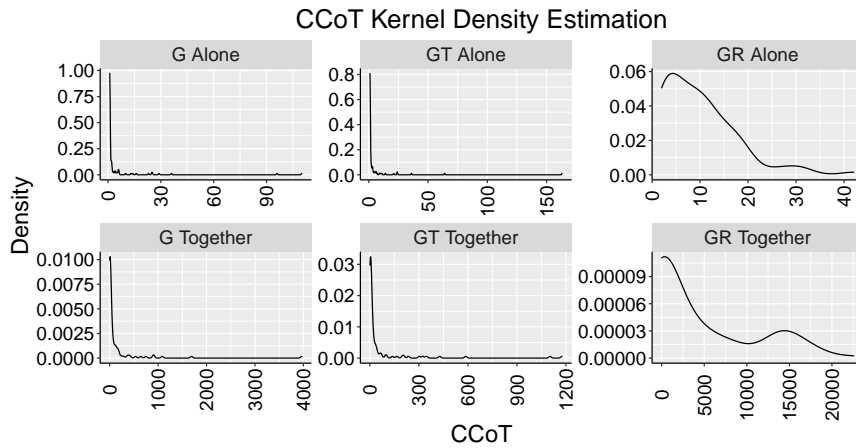 CCoT Kernel Density Estimation
G Alone GT Alone GR Alone
1.00 0.8 0.06
0.75 0.6 0.04
0.50 0.4 0.02
0.25 0.2 0.00
0.00 0.0
0 30 60 90 0 50 100 150 0 10 20 30 40
Density
G Together GT Together GR Together
0.0100 0.03 0.00009
0.0075 0.02 0.00006
0.0050 0.01 0.00003
0.0025 0.00 0.00000
0.0000
0 1000 2000 3000 4000 0 300 600 900 1200 0 5000 10000 15000 20000
CCoT